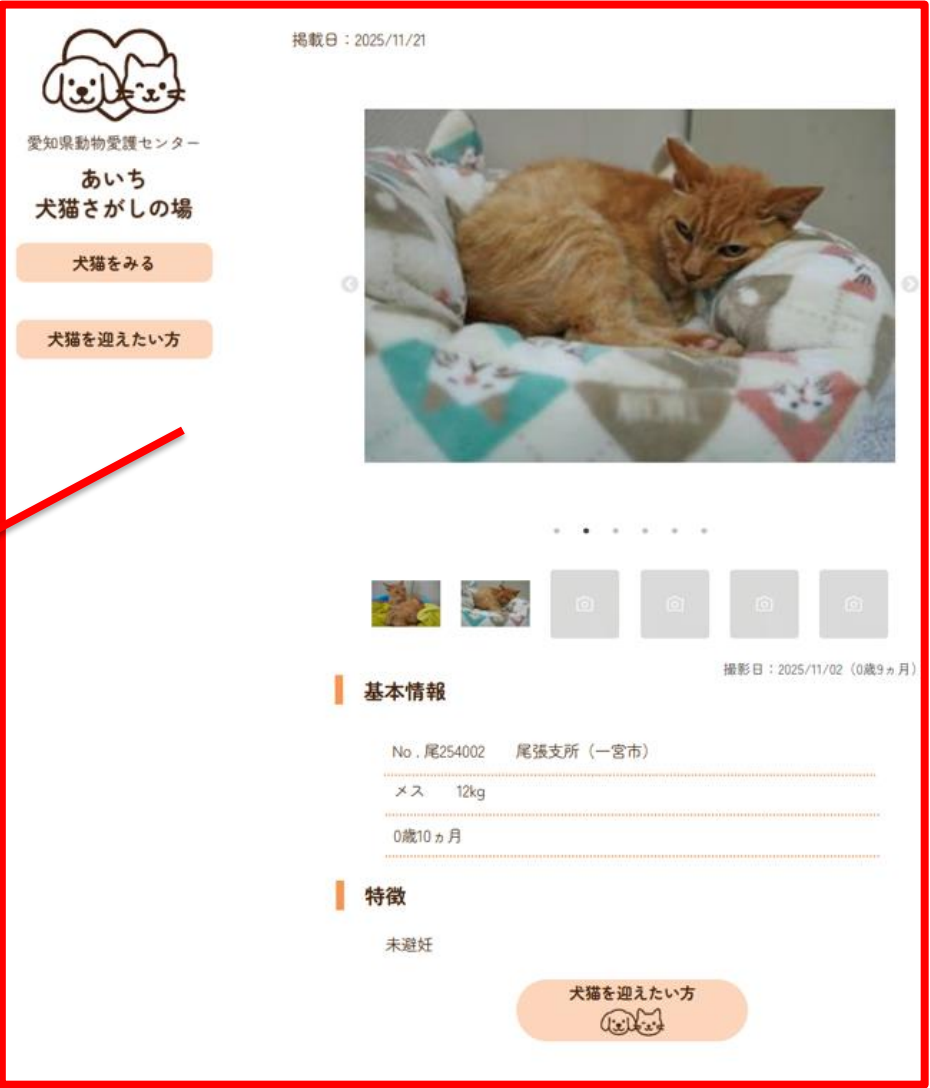 愛知県動物愛護センター
あいち
犬猫さがしの場
犬猫をみる
犬猫を迎えたい方
掲載日:2025/11/21
撮影日:2025/11/02(0歳9ヵ月)
基本情報
No.尾254002 尾張支所(一宮市)
メス 12kg
0歳10ヵ月
特徴
未避妊
犬猫を迎えたい方